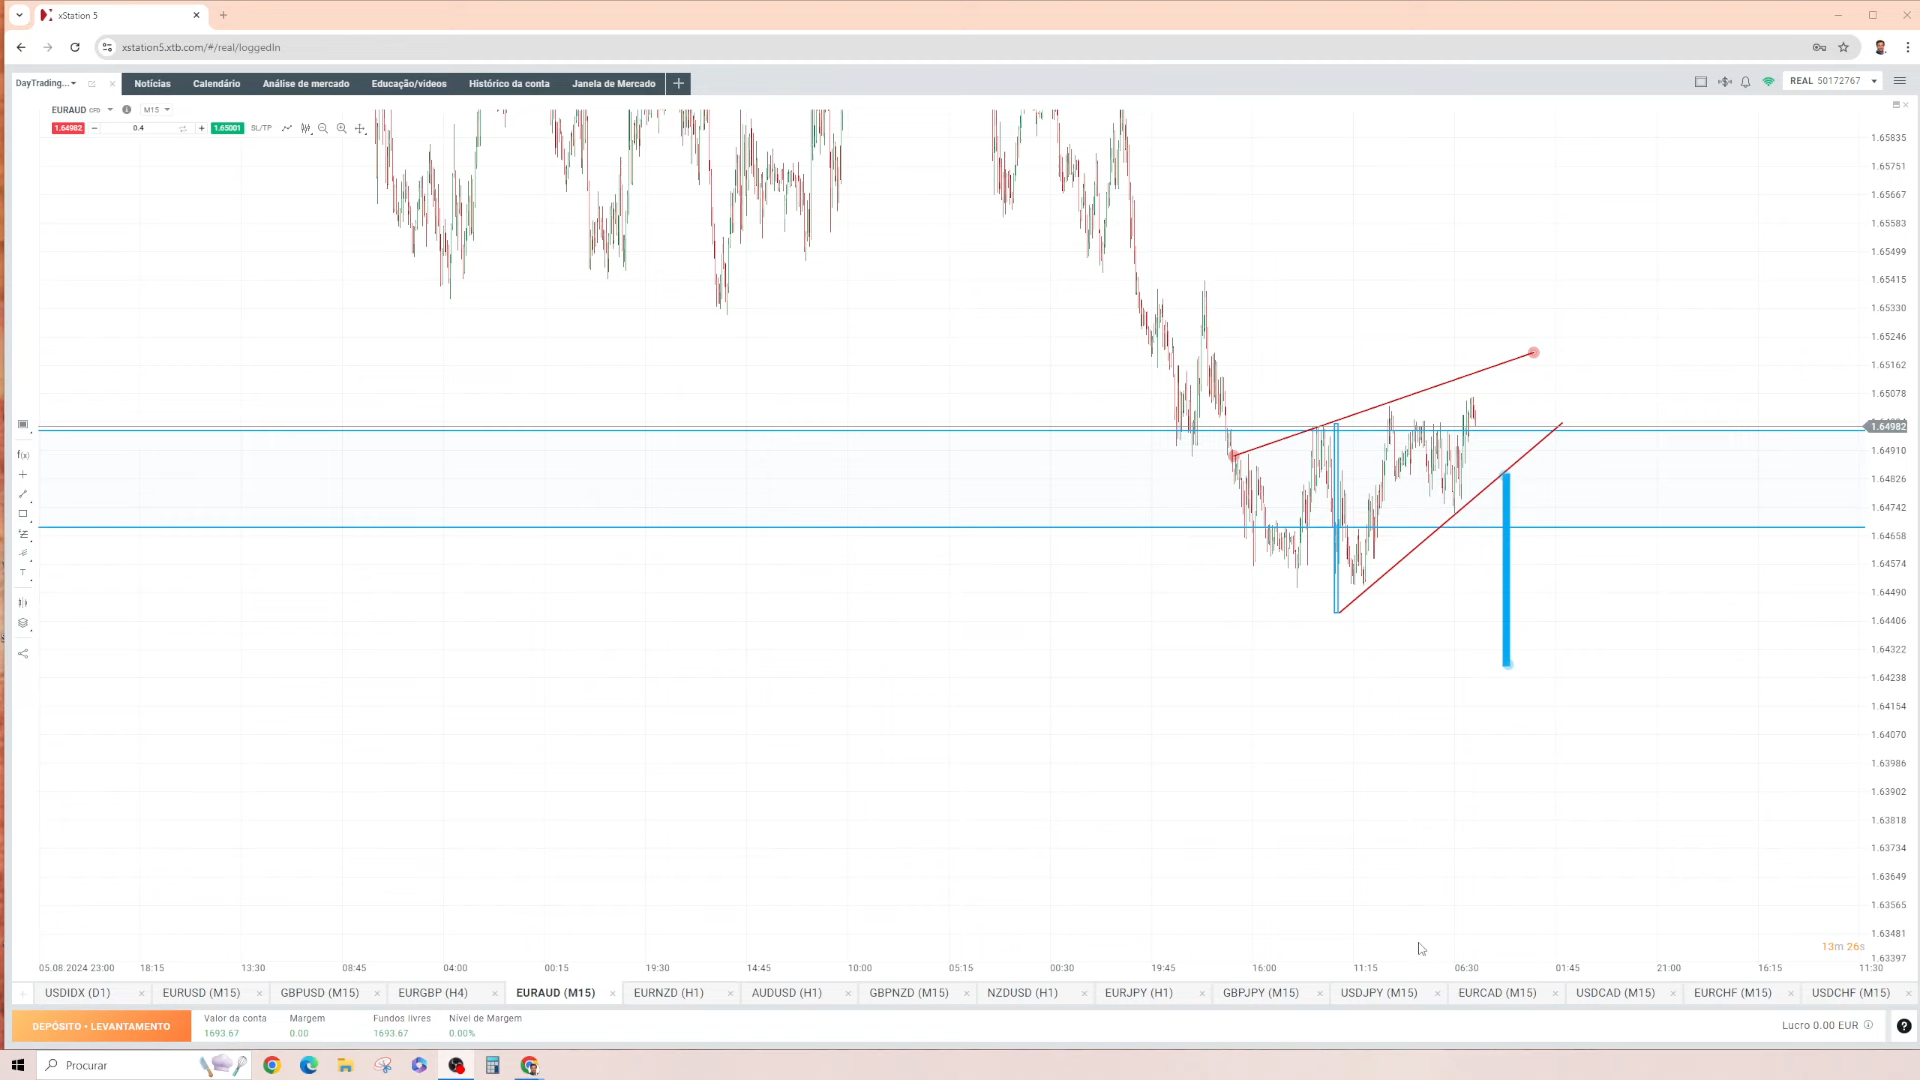 xStation 5
xstation5.xtb.com/#/real/loggedIn
DayTrading...
Notícias
Calendário
Análise de mercado
Educação/videos
Histórico da conta
Janela de Mercado
REAL 50172767
EURAUD CFD
M15
1.64982
0.4
1.65001
SL/TP
1.65835
1.65751
1.65667
1.65583
1.65499
1.65415
1.65330
1.65246
1.65162
1.65078
1.64982
1.64910
1.64826
1.64742
1.64658
1.64574
1.64490
1.64406
1.64322
1.64238
1.64154
1.64070
1.63986
1.63902
1.63818
1.63734
1.63649
1.63565
1.63481
1.63397
f(x)
T
13m 26s
05.08.2024 23:00
18:15
13:30
08:45
04:00
00:15
19:30
14:45
10:00
05:15
00:30
19:45
16:00
11:15
06:30
01:45
21:00
16:15
11:30
USDIDX (D1)
EURUSD (M15)
GBPUSD (M15)
EURGBP (H4)
EURAUD (M15)
EURNZD (H1)
AUDUSD (H1)
GBPNZD (M15)
NZDUSD (H1)
EURJPY (H1)
GBPJPY (M15)
USDJPY (M15)
EURCAD (M15)
USDCAD (M15)
EURCHF (M15)
USDCHF (M15)
DEPÓSITO • LEVANTAMENTO
Valor da conta
1693.67
Margem
0.00
Fundos livres
1693.67
Nível de Margem
0.00%
Lucro 0.00 EUR
Procurar